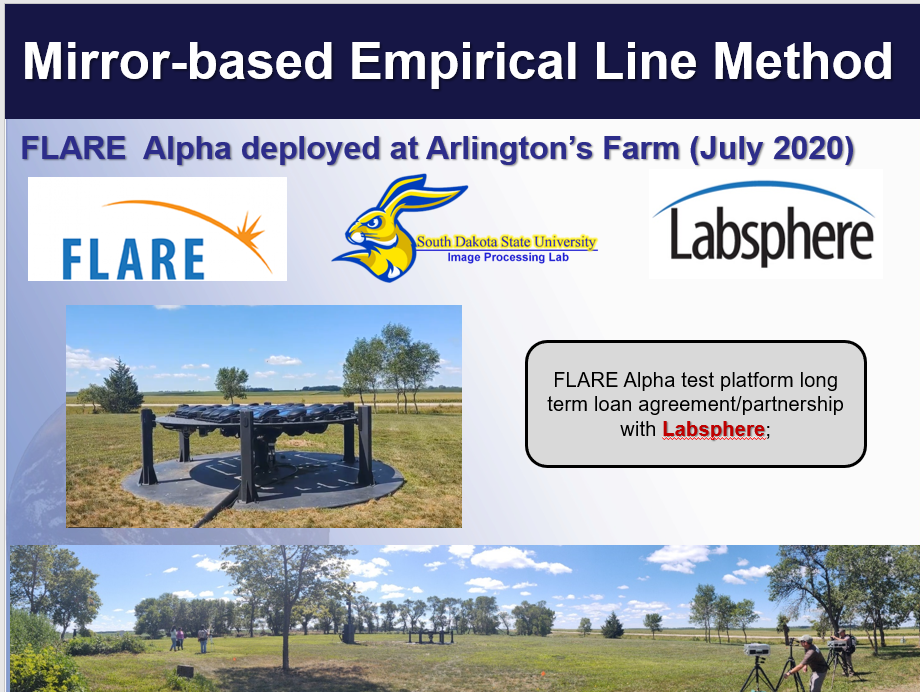 Mirror-based Empirical Line Method
FLARE  Alpha deployed at Arlington’s Farm (July 2020)
FLARE
South Dakota State University
Image Processing Lab
Labsphere
FLARE Alpha test platform long
term loan agreement/partnership
with Labsphere;